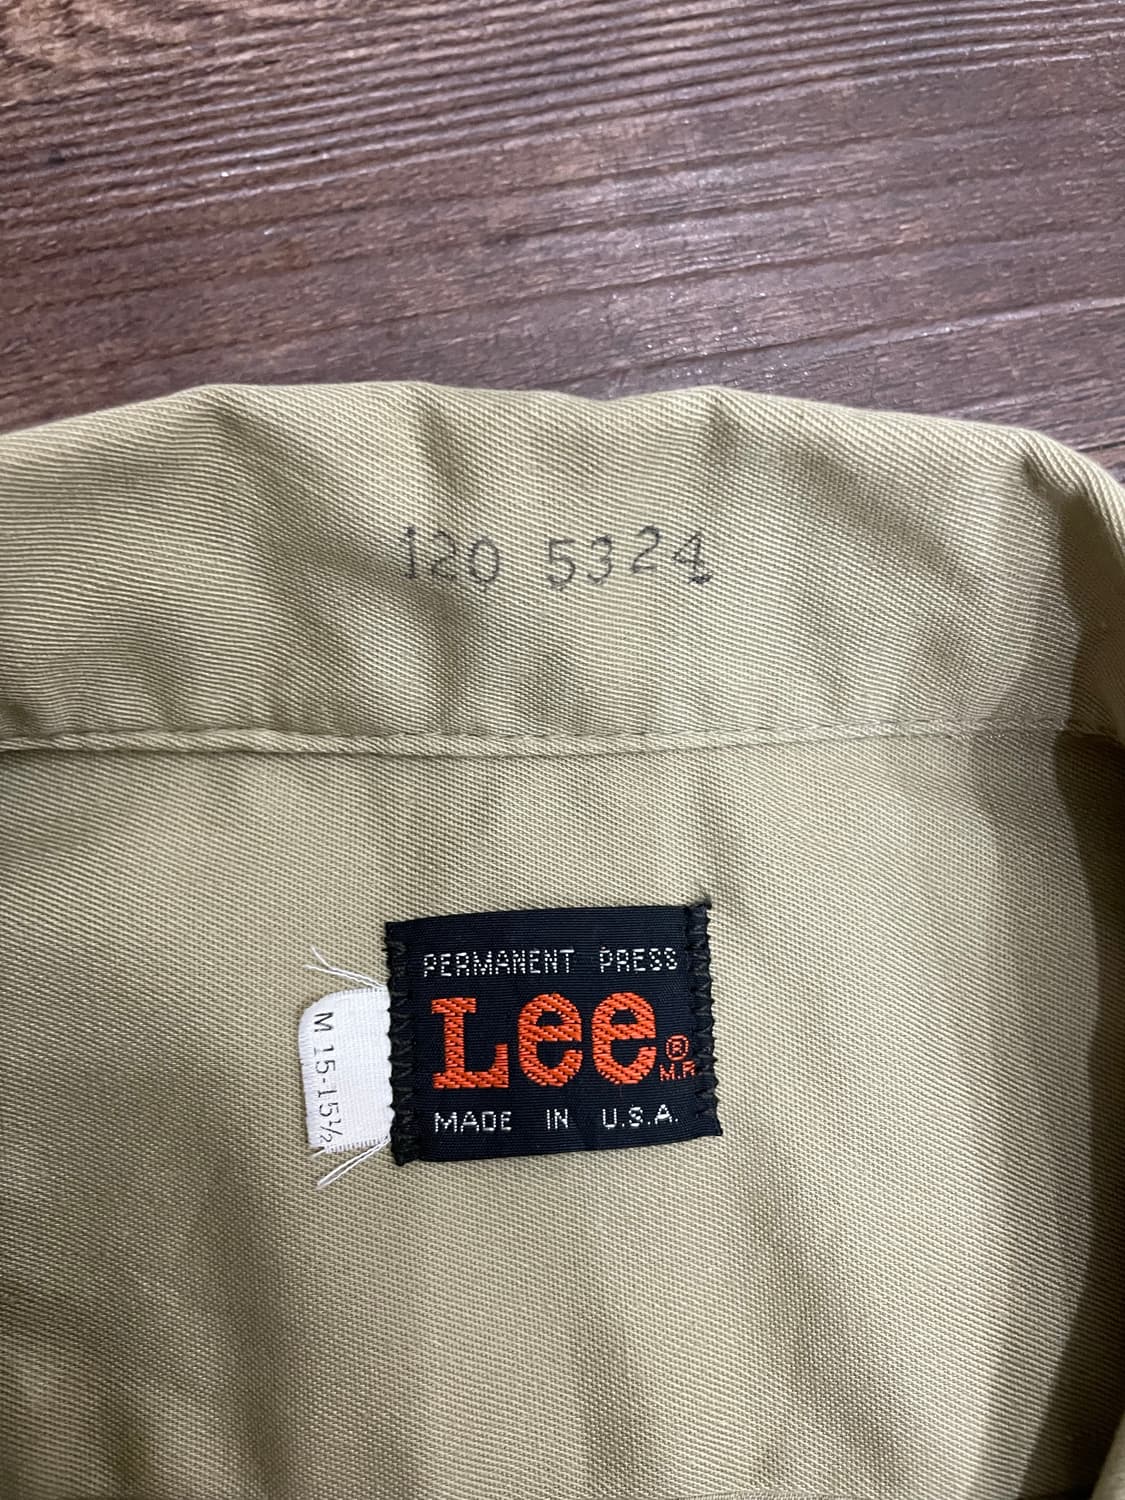 120 5324
PERMANENT PRESS
Lee®
M.R.
MADE IN U.S.A.
M 15-15½